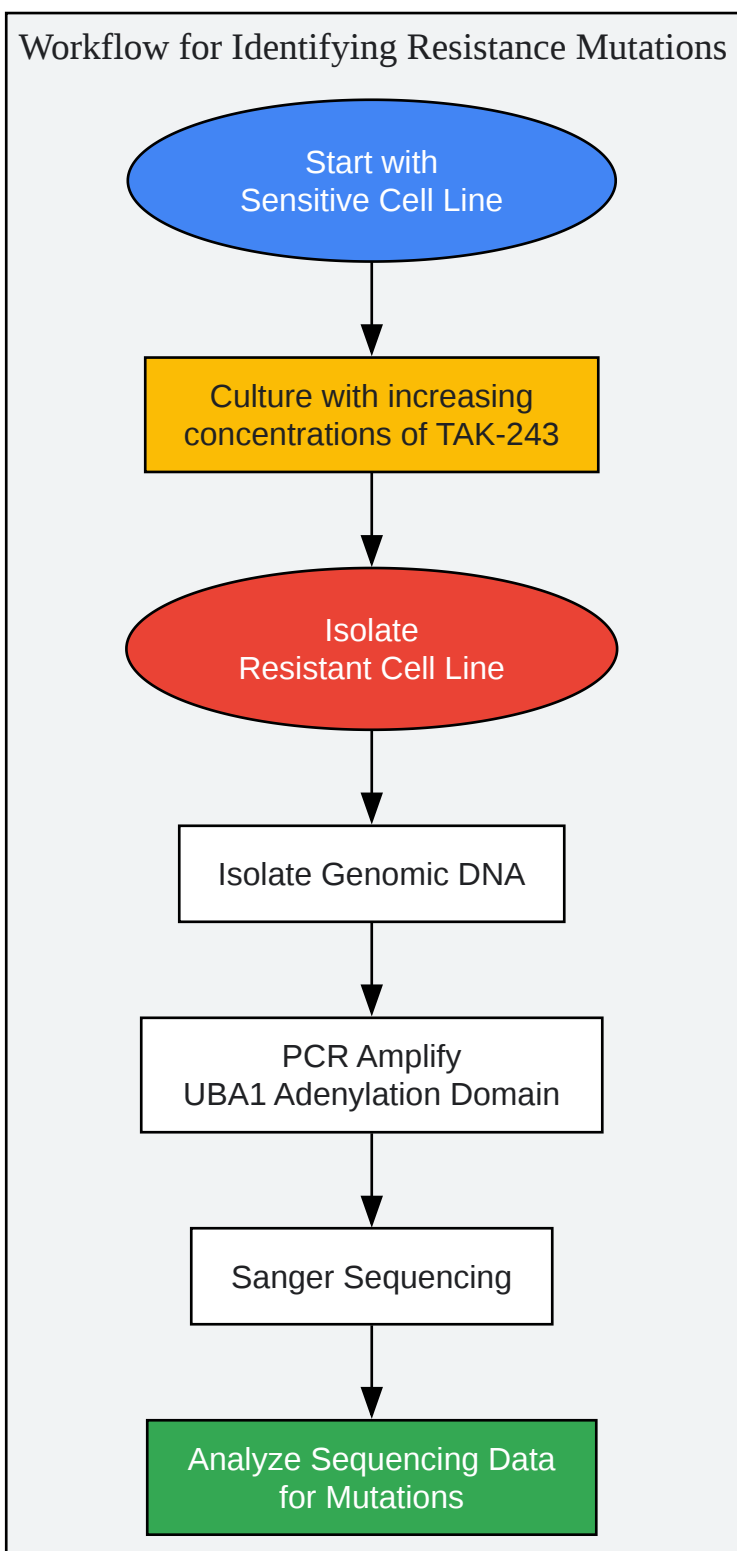 Workflow for Identifying Resistance Mutations
Start with
Sensitive Cell Line
Culture with increasing
concentrations of TAK-243
Isolate
Resistant Cell Line
Isolate Genomic DNA
PCR Amplify
UBA1 Adenylation Domain
Sanger Sequencing
Analyze Sequencing Data
for Mutations